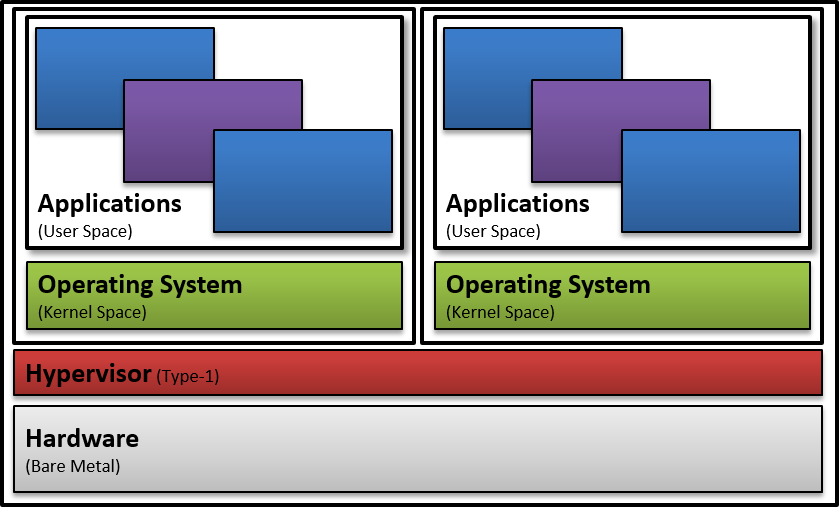 Applications
(User Space)
Operating System
(Kernel Space)
Applications
(User Space)
Operating System
(Kernel Space)
Hypervisor (Type-1)
Hardware
(Bare Metal)